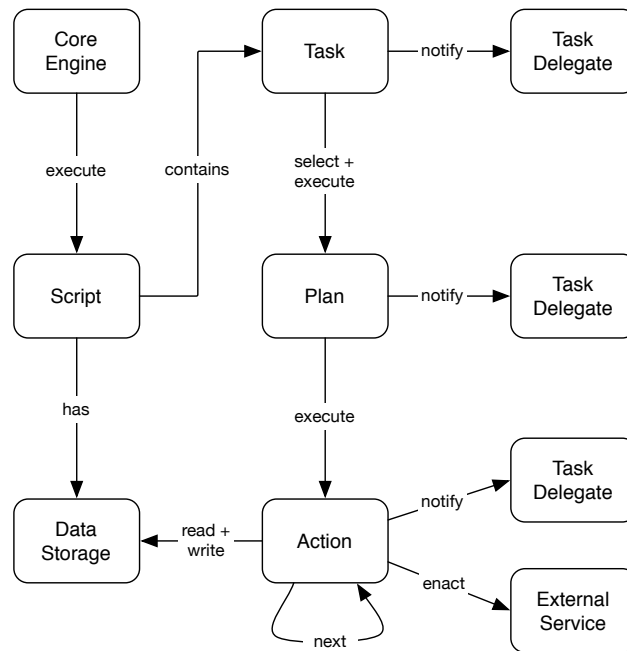 Core
Engine
Task
notify
Task
Delegate
execute
contains
select +
execute
Script
Plan
notify
Task
Delegate
has
execute
Data
Storage
read +
write
Action
notify
Task
Delegate
enact
External
Service
next